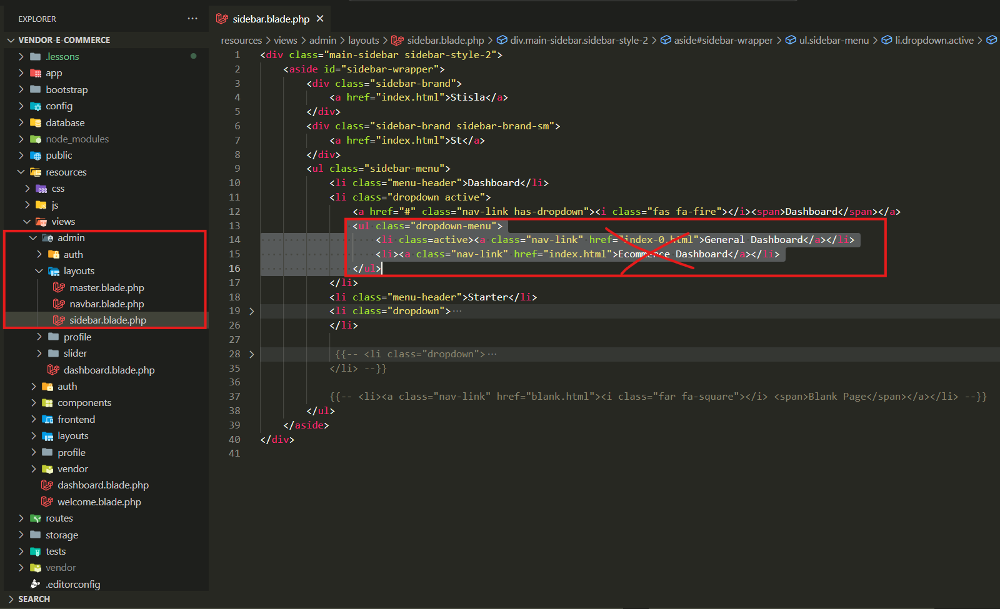 EXPLORER
···
VENDOR-E-COMMERCE
.lessons
app
bootstrap
config
database
node_modules
public
resources
css
js
views
admin
auth
layouts
master.blade.php
navbar.blade.php
sidebar.blade.php
profile
slider
dashboard.blade.php
auth
components
frontend
layouts
profile
vendor
dashboard.blade.php
welcome.blade.php
routes
storage
tests
vendor
.editorconfig
SEARCH
sidebar.blade.php
resources > views > admin > layouts > sidebar.blade.php > div.main-sidebar.sidebar-style-2 > aside#sidebar-wrapper > ul.sidebar-menu > li.dropdown.active >
1 <div class="main-sidebar sidebar-style-2">
2 <aside id="sidebar-wrapper">
3 <div class="sidebar-brand">
4 <a href="index.html">Stisla</a>
5 </div>
6 <div class="sidebar-brand sidebar-brand-sm">
7 <a href="index.html">St</a>
8 </div>
9 <ul class="sidebar-menu">
10 <li class="menu-header">Dashboard</li>
11 <li class="dropdown active">
12 <a href="#" class="nav-link has-dropdown"><i class="fas fa-fire"></i><span>Dashboard</span></a>
13 <ul class="dropdown-menu">
14 <li class=active><a class="nav-link" href="index-0.html">General Dashboard</a></li>
15 <li><a class="nav-link" href="index.html">Ecommerce Dashboard</a></li>
16 </ul>
17 </li>
18 <li class="menu-header">Starter</li>
19 <li class="dropdown">···
26 </li>
27
28 {{-- <li class="dropdown">···
35 </li> --}}
36
37 {{-- <li><a class="nav-link" href="blank.html"><i class="far fa-square"></i> <span>Blank Page</span></a></li> --}}
38 </ul>
39 </aside>
40 </div>
41